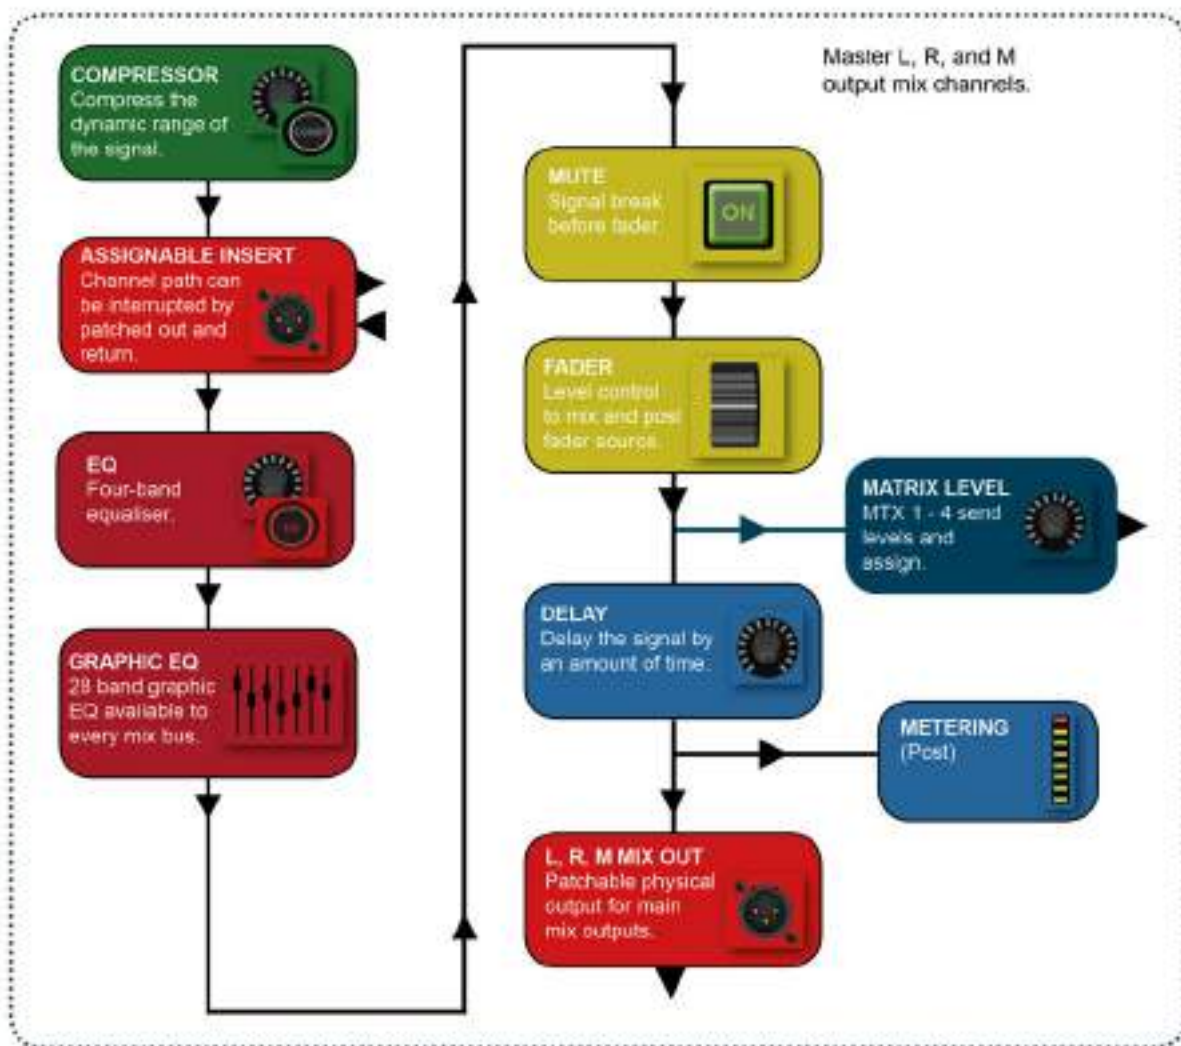 Master L, R, and M
output mix channels.
COMPRESSOR
Compress the
dynamic range of
the signal.
ASSIGNABLE INSERT
Channel path can
be interrupted by
patched out and
return.
EQ
Four-band
equaliser.
GRAPHIC EQ
28 band graphic
EQ available to
every mix bus.
MUTE
Signal break
before fader.
ON
FADER
Level control
to mix and post
fader source.
MATRIX LEVEL
MTX 1 - 4 send
levels and
assign.
DELAY
Delay the signal by
an amount of time.
METERING
(Post)
L, R. M MIX OUT
Patchable physical
output for main
mix outputs.